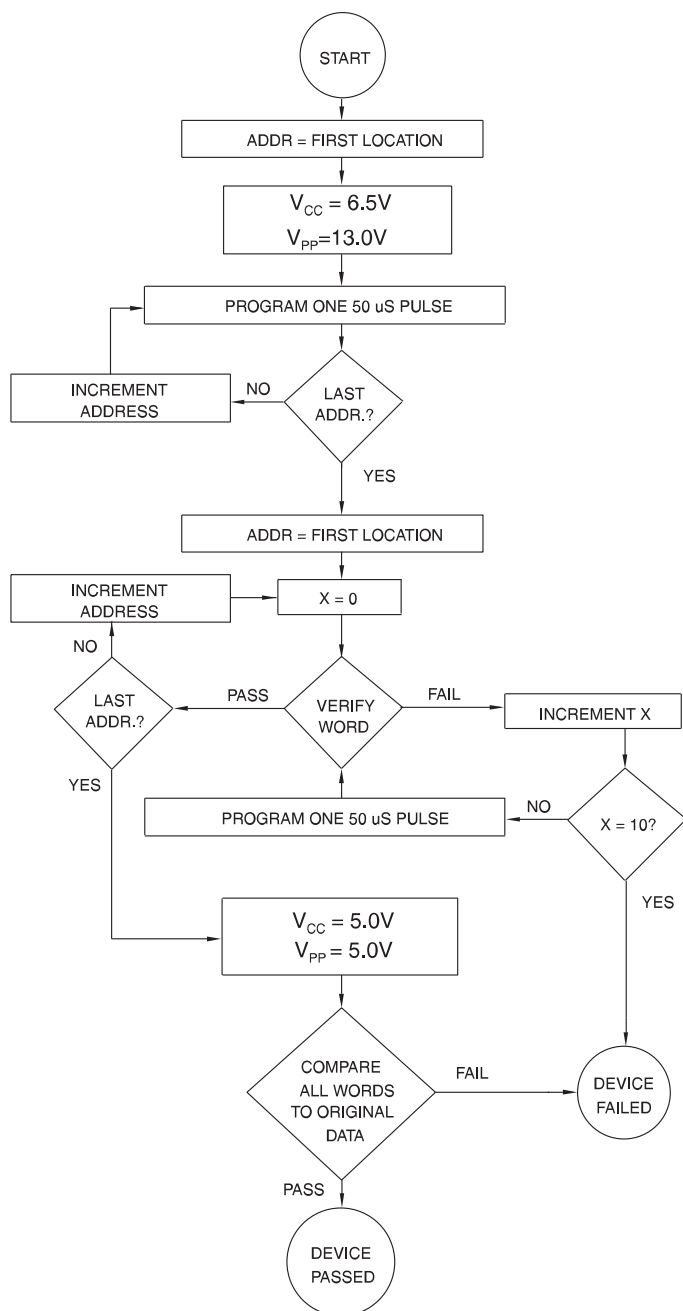 START
ADDR = FIRST LOCATION
VCC = 6.5V
VPP=13.0V
PROGRAM ONE 50 uS PULSE
INCREMENT
ADDRESS
NO
LAST
ADDR.?
YES
ADDR = FIRST LOCATION
INCREMENT
ADDRESS
X = 0
NO
LAST
ADDR.?
PASS
VERIFY
WORD
FAIL
INCREMENT X
YES
PROGRAM ONE 50 uS PULSE
NO
X = 10?
YES
VCC = 5.0V
VPP = 5.0V
COMPARE
ALL WORDS
TO ORIGINAL
DATA
FAIL
DEVICE
FAILED
PASS
DEVICE
PASSED